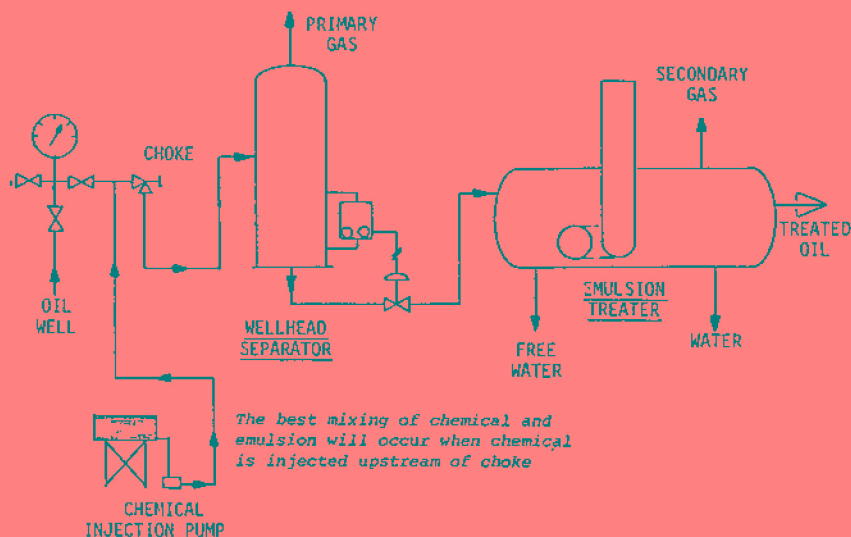 PRIMARY
GAS
SECONDARY
GAS
CHOKE
TREATED
OIL
OIL
WELL
EMULSION
TREATER
WELLHEAD
SEPARATOR
FREE
WATER
WATER
The best mixing of chemical and
emulsion will occur when chemical
is injected upstream of choke
CHEMICAL
INJECTION PUMP